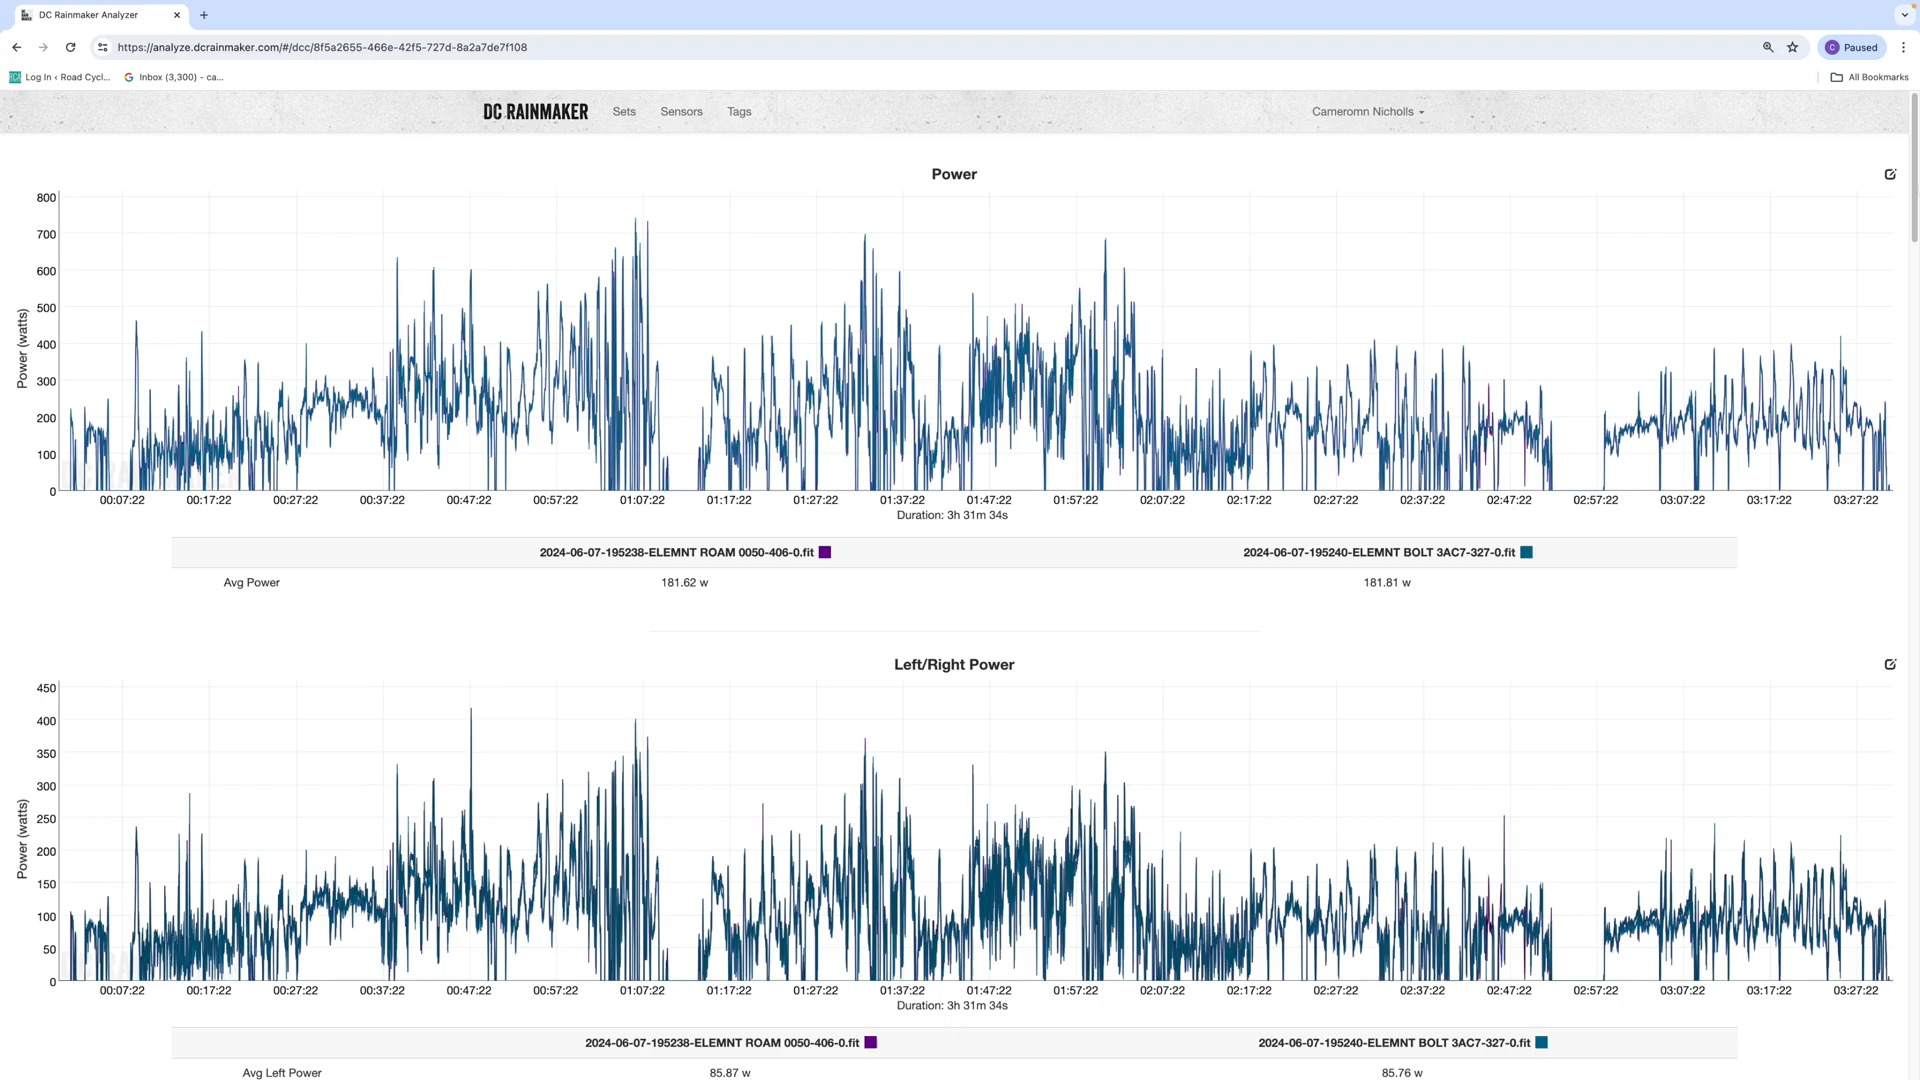 DC Rainmaker Analyzer
https://analyze.dcrainmaker.com/#/dcc/8f5a2655-466e-42f5-727d-8a2a7de7f108
C Paused
RCA Log In ‹ Road Cycl...
Inbox (3,300) - ca...
All Bookmarks
DC RAINMAKER Sets Sensors Tags Cameromn Nicholls
Power
Power (watts)
800
700
600
500
400
300
200
100
0
00:07:22 00:17:22 00:27:22 00:37:22 00:47:22 00:57:22 01:07:22 01:17:22 01:27:22 01:37:22 01:47:22 01:57:22 02:07:22 02:17:22 02:27:22 02:37:22 02:47:22 02:57:22 03:07:22 03:17:22 03:27:22
Duration: 3h 31m 34s
2024-06-07-195238-ELEMNT ROAM 0050-406-0.fit 2024-06-07-195240-ELEMNT BOLT 3AC7-327-0.fit
Avg Power 181.62 w 181.81 w
Left/Right Power
Power (watts)
450
400
350
300
250
200
150
100
50
0
00:07:22 00:17:22 00:27:22 00:37:22 00:47:22 00:57:22 01:07:22 01:17:22 01:27:22 01:37:22 01:47:22 01:57:22 02:07:22 02:17:22 02:27:22 02:37:22 02:47:22 02:57:22 03:07:22 03:17:22 03:27:22
Duration: 3h 31m 34s
2024-06-07-195238-ELEMNT ROAM 0050-406-0.fit 2024-06-07-195240-ELEMNT BOLT 3AC7-327-0.fit
Avg Left Power 85.87 w 85.76 w